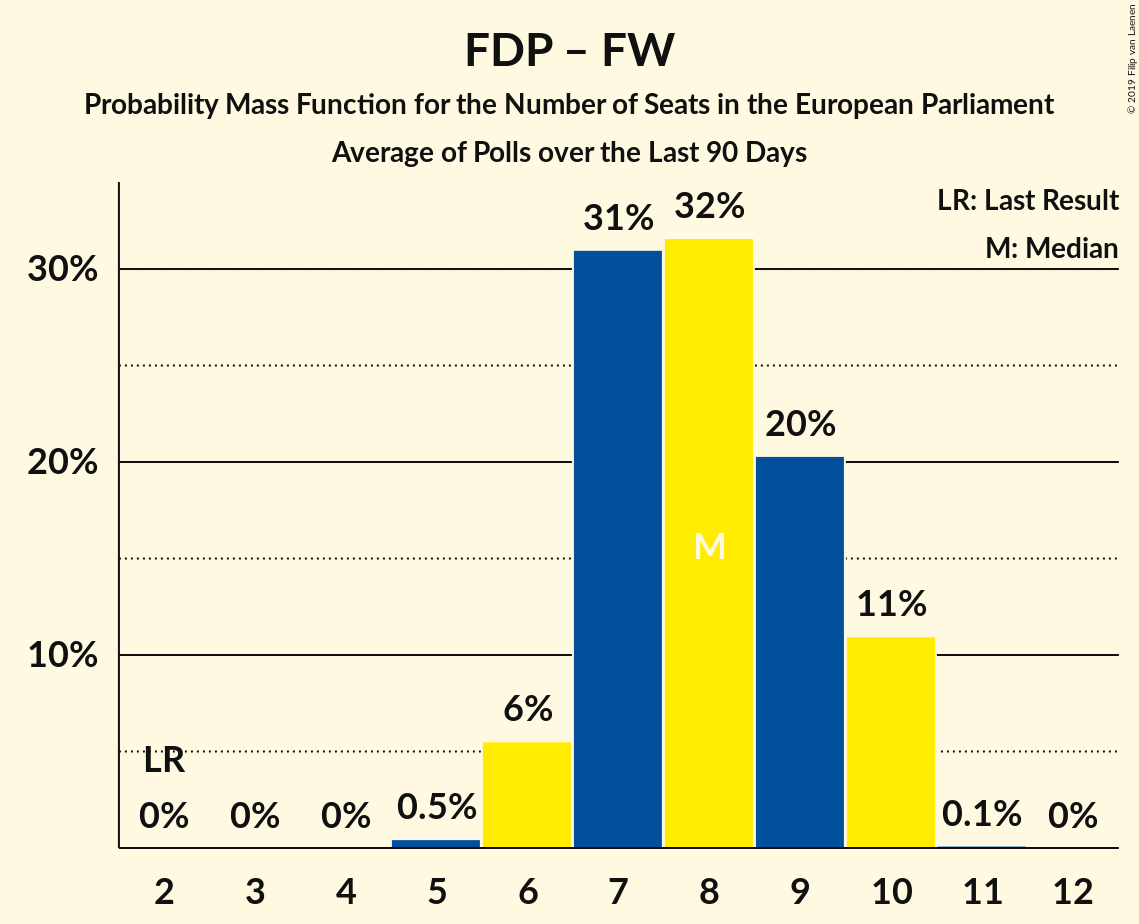 FDP – FW
Probability Mass Function for the Number of Seats in the European Parliament
Average of Polls over the Last 90 Days
© 2019 Filip van Laenen
LR: Last Result
M: Median
30%
20%
10%
LR
0%
0%
0%
0.5%
6%
31%
32%
M
20%
11%
0.1%
0%
2 3 4 5 6 7 8 9 10 11 12